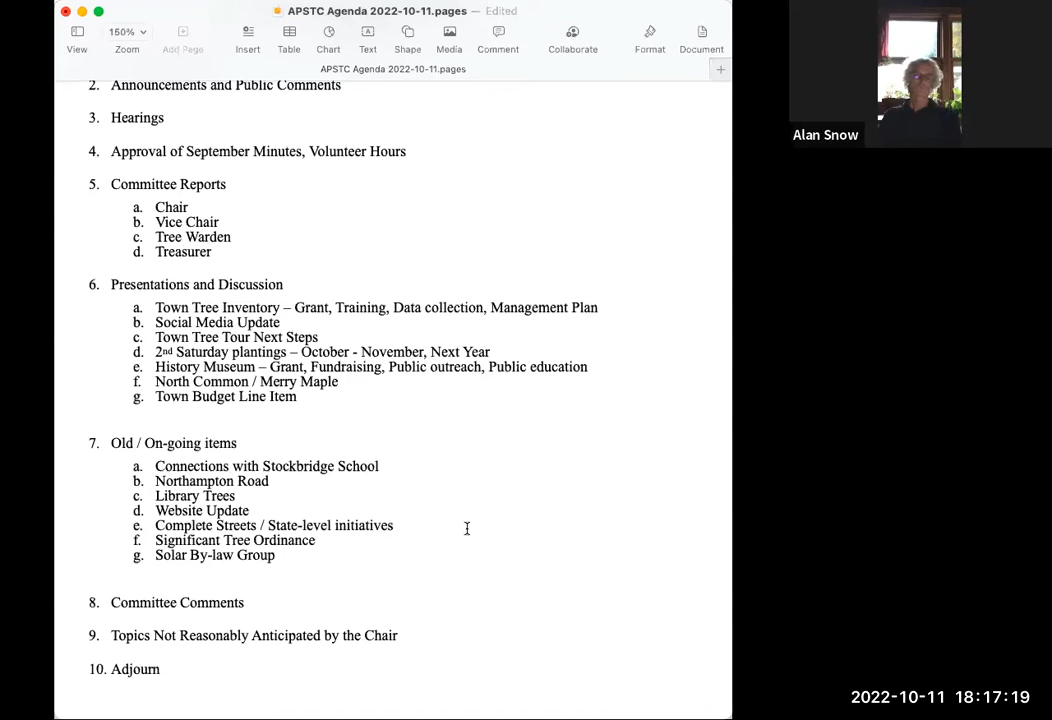 APSTC Agenda 2022-10-11.pages — Edited
150%
View Zoom Add Page Insert Table Chart Text Shape Media Comment Collaborate Format Document
APSTC Agenda 2022-10-11.pages
2. Announcements and Public Comments
3. Hearings
4. Approval of September Minutes, Volunteer Hours
5. Committee Reports
a. Chair
b. Vice Chair
c. Tree Warden
d. Treasurer
6. Presentations and Discussion
a. Town Tree Inventory – Grant, Training, Data collection, Management Plan
b. Social Media Update
c. Town Tree Tour Next Steps
d. 2nd Saturday plantings – October - November, Next Year
e. History Museum – Grant, Fundraising, Public outreach, Public education
f. North Common / Merry Maple
g. Town Budget Line Item
7. Old / On-going items
a. Connections with Stockbridge School
b. Northampton Road
c. Library Trees
d. Website Update
e. Complete Streets / State-level initiatives
f. Significant Tree Ordinance
g. Solar By-law Group
8. Committee Comments
9. Topics Not Reasonably Anticipated by the Chair
10. Adjourn
Alan Snow
2022-10-11 18:17:19